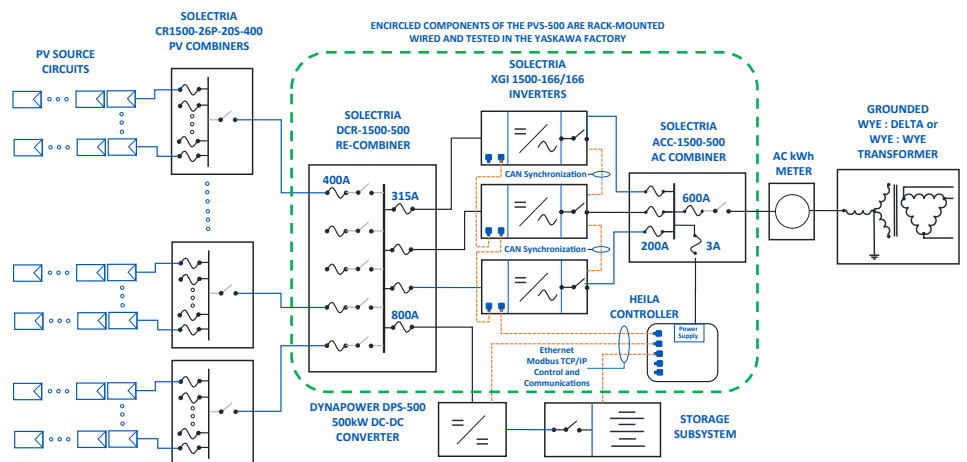 ENCIRCLED COMPONENTS OF THE PVS-500 ARE RACK-MOUNTED
WIRED AND TESTED IN THE YASKAWA FACTORY
SOLECTRIA
CR1500-26P-20S-400
PV COMBINERS
PV SOURCE
CIRCUITS
SOLECTRIA
DCR-1500-500
RE-COMBINER
400A
315A
800A
SOLECTRIA
XGI 1500-166/166
INVERTERS
CAN Synchronization
CAN Synchronization
SOLECTRIA
ACC-1500-500
AC COMBINER
600A
200A
3A
AC kWh
METER
GROUNDED
WYE : DELTA or
WYE : WYE
TRANSFORMER
HEILA
CONTROLLER
Power
Supply
Ethernet
Modbus TCP/IP
Control and
Communications
DYNAPOWER DPS-500
500kW DC-DC
CONVERTER
STORAGE
SUBSYSTEM